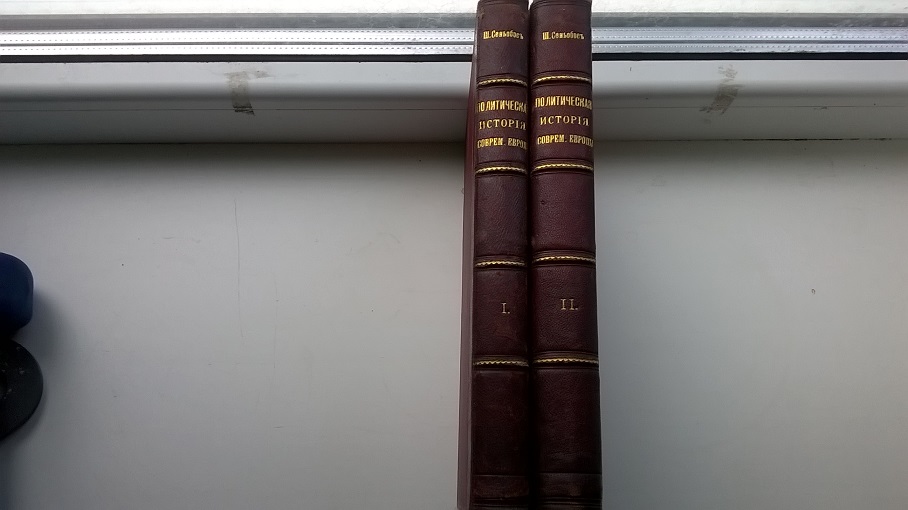 Ш. Сеньобосъ
ПОЛИТИЧЕСКАЯ
ИСТОРІЯ
СОВРЕМ. ЕВРОПЫ
I.
Ш. Сеньобосъ
ПОЛИТИЧЕСКАЯ
ИСТОРІЯ
СОВРЕМ. ЕВРОПЫ
II.